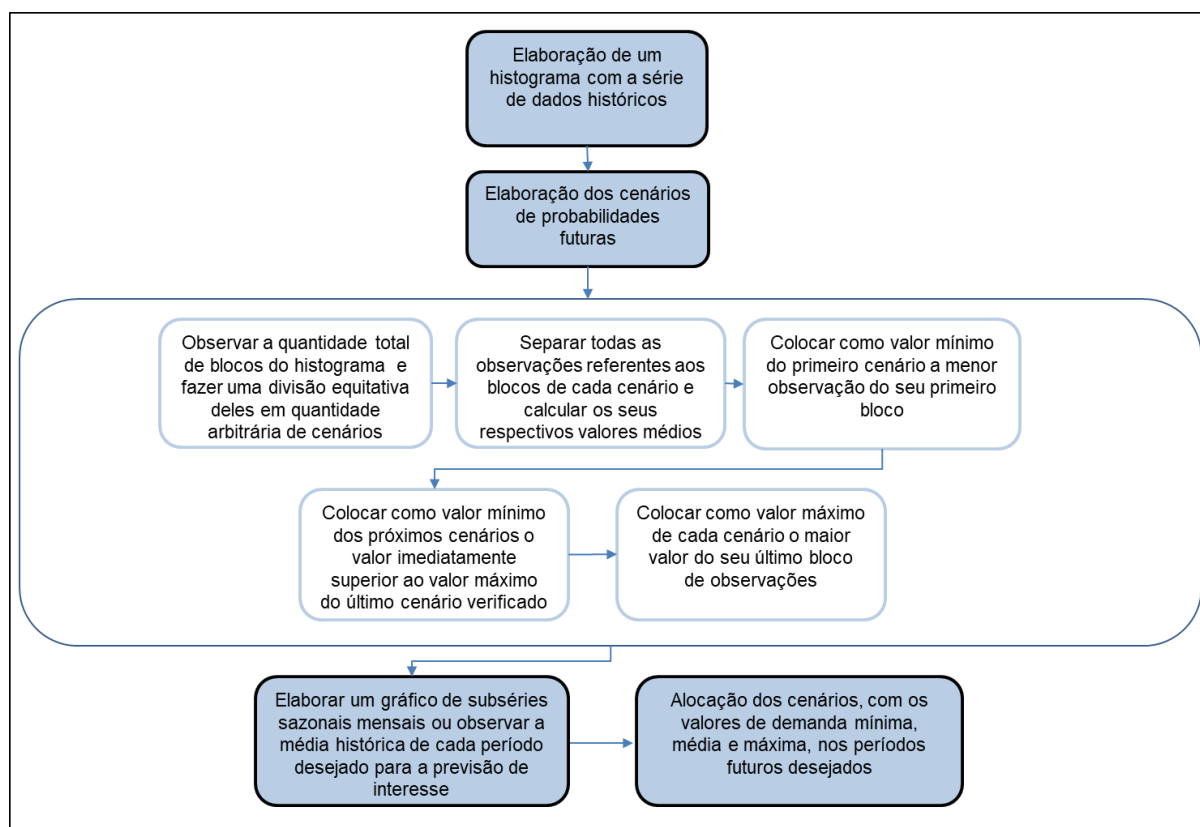 Elaboração de um
histograma com a série
de dados históricos
Elaboração dos cenários
de probabilidades
futuras
Observar a quantidade total
de blocos do histograma e
fazer uma divisão equitativa
deles em quantidade
arbitrária de cenários
Separar todas as
observações referentes aos
blocos de cada cenário e
calcular os seus
respectivos valores médios
Colocar como valor mínimo
do primeiro cenário a menor
observação do seu primeiro
bloco
Colocar como valor mínimo
dos próximos cenários o
valor imediatamente
superior ao valor máximo
do último cenário verificado
Colocar como valor máximo
de cada cenário o maior
valor do seu último bloco
de observações
Elaborar um gráfico de subséries
sazonais mensais ou observar a
média histórica de cada período
desejado para a previsão de
interesse
Alocação dos cenários, com os
valores de demanda mínima,
média e máxima, nos períodos
futuros desejados